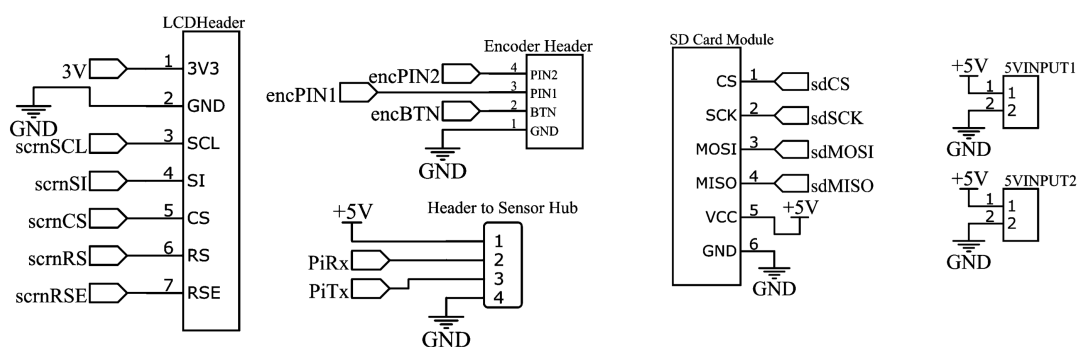 LCDHeader
3V
1
3V3
GND
2
GND
scrnSCL
3
SCL
scrnSI
4
SI
scrnCS
5
CS
scrnRS
6
RS
scrnRSE
7
RSE
Encoder Header
encPIN2
4
PIN2
encPIN1
3
PIN1
encBTN
2
BTN
GND
1
GND
Header to Sensor Hub
+5V
1
PiRx
2
PiTx
3
GND
4
SD Card Module
CS
1
sdCS
SCK
2
sdSCK
MOSI
3
sdMOSI
MISO
4
sdMISO
VCC
5
+5V
GND
6
GND
5VINPUT1
+5V
1
1
2
2
GND
5VINPUT2
+5V
1
1
2
2
GND